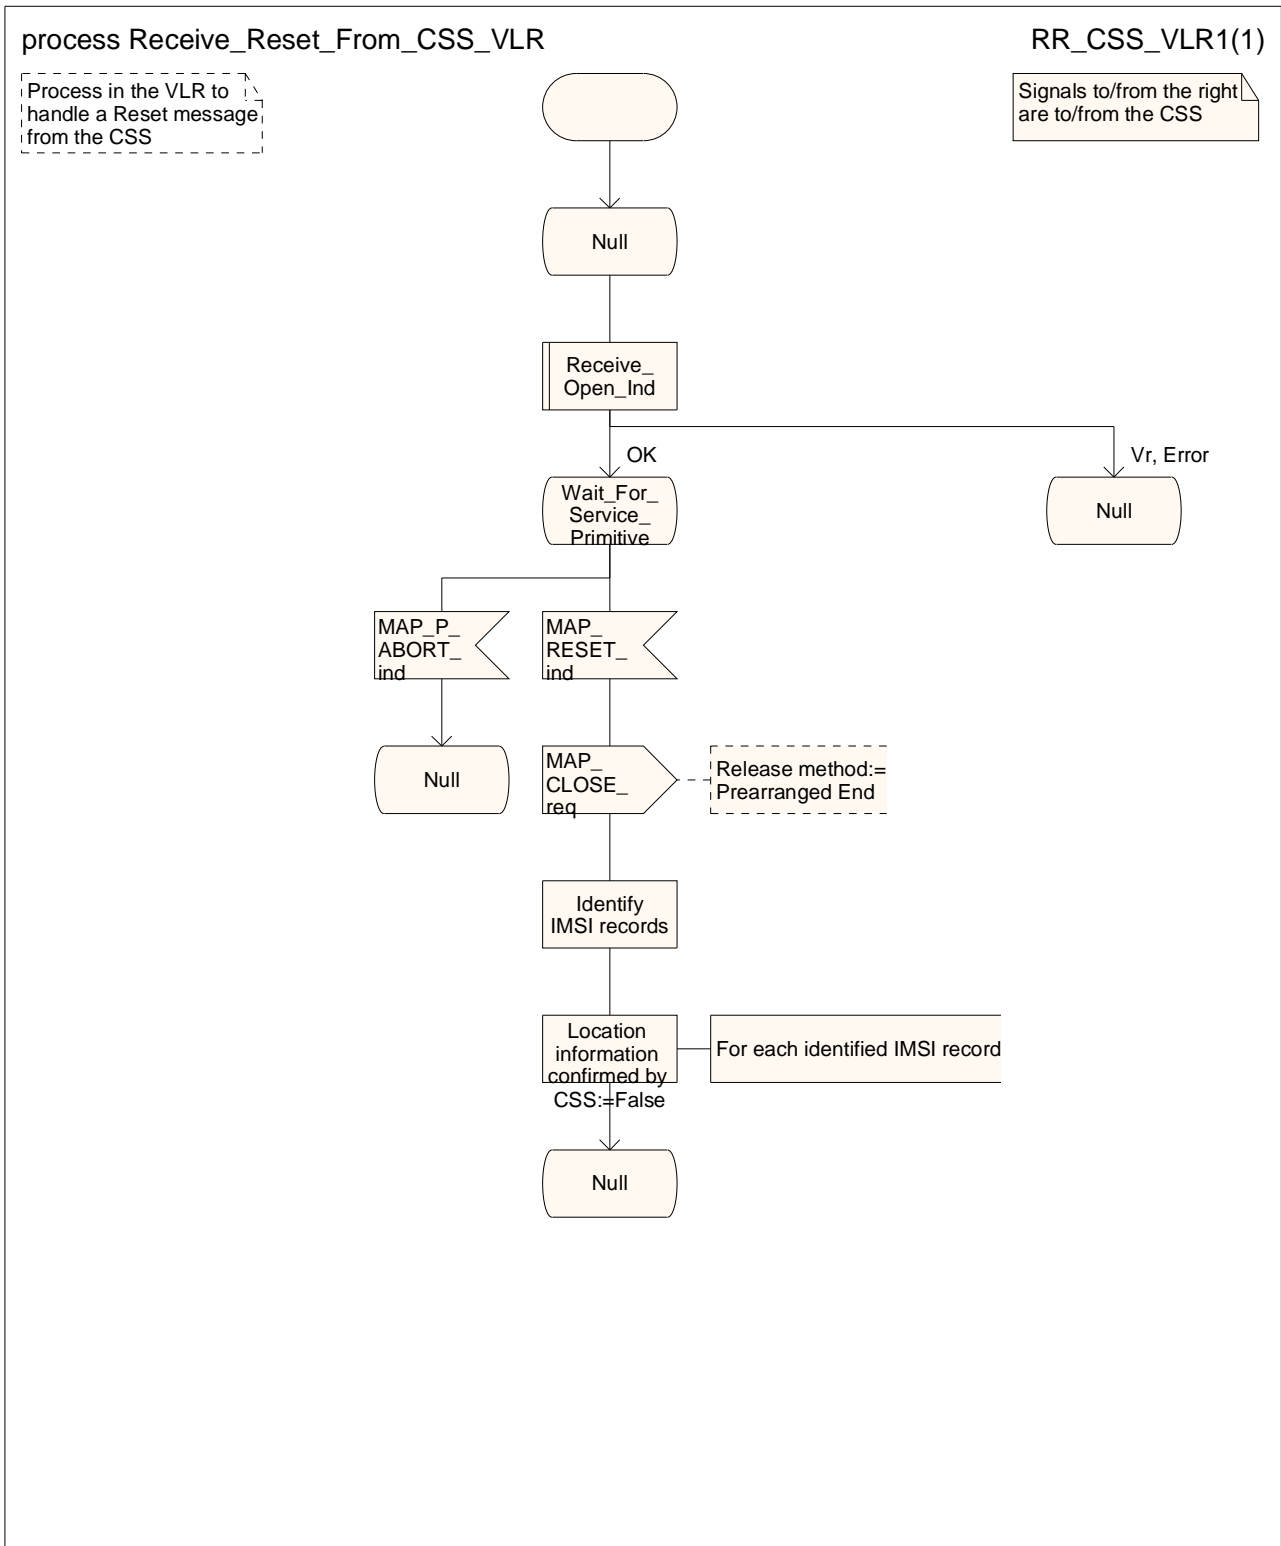 process Receive_Reset_From_CSS_VLR
RR_CSS_VLR1(1)
Process in the VLR to
handle a Reset message
from the CSS
Signals to/from the right
are to/from the CSS
Null
Receive_
Open_Ind
OK
Vr, Error
Wait_For_
Service_
Primitive
Null
MAP_P_
ABORT_
ind
MAP_
RESET_
ind
Null
MAP_
CLOSE_
req
Release method:=
Prearranged End
Identify
IMSI records
Location
information
confirmed by
CSS:=False
For each identified IMSI record
Null